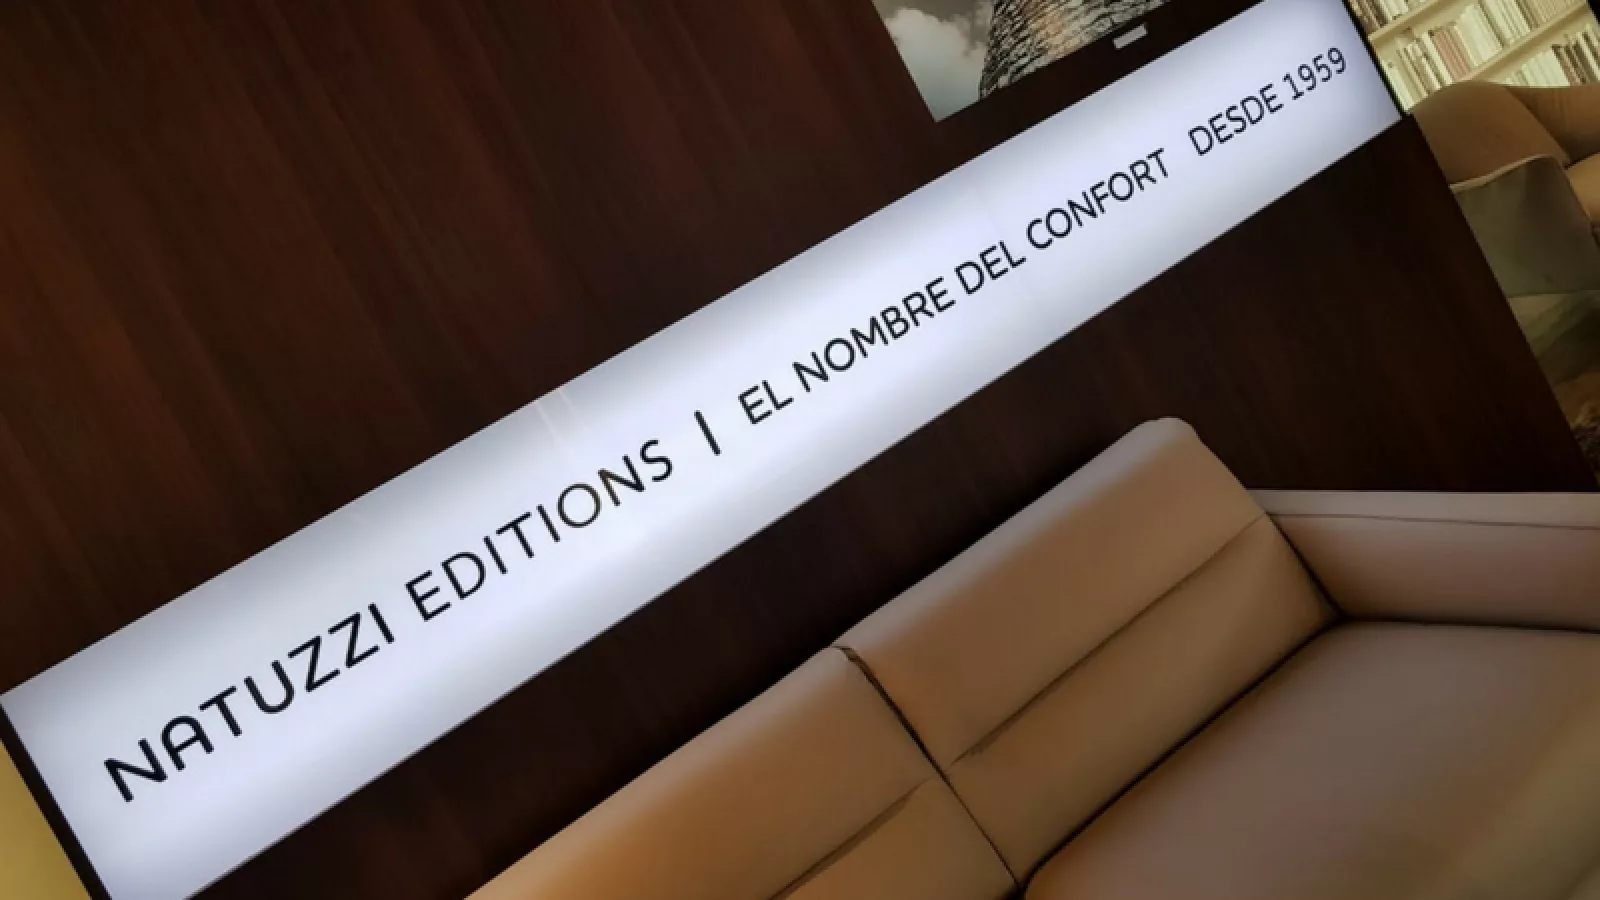 NATUZZI EDITIONS | EL NOMBRE DEL CONFORT DESDE 1959